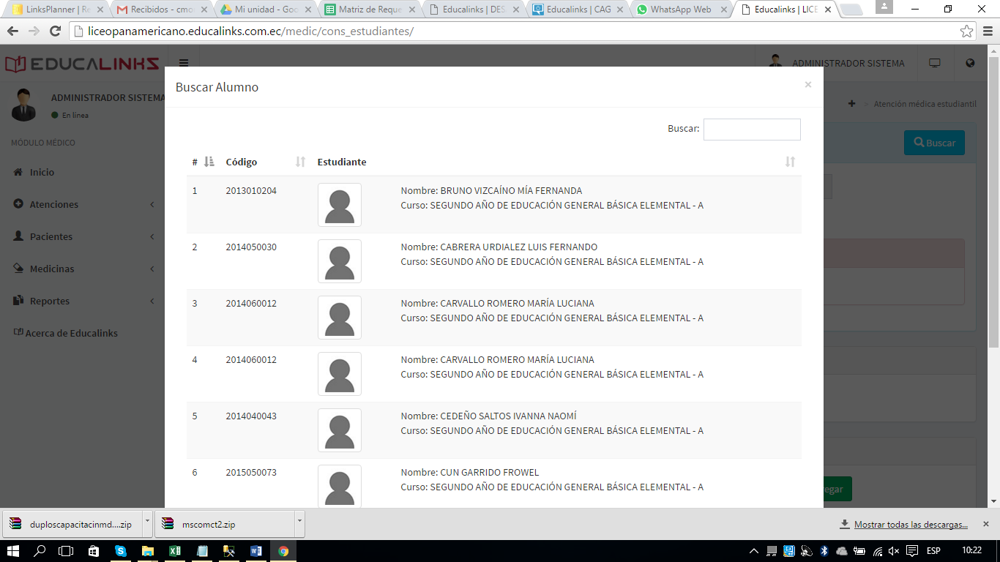 LinksPlanner | Re
Recibidos - cmo
Mi unidad - Goo
Matriz de Reque
Educalinks | DES
Educalinks | CAG
WhatsApp Web
Educalinks | LICE
liceopanamericano.educalinks.com.ec/medic/cons_estudiantes/
EDUCALINKS
ADMINISTRADOR SISTEMA
ADMINISTRADOR SISTEMA
En línea
Atención médica estudiantil
MÓDULO MÉDICO
Buscar
Inicio
Atenciones
Pacientes
Medicinas
Reportes
Acerca de Educalinks
Buscar Alumno ×
Buscar:
# Código Estudiante
1 2013010204 Nombre: BRUNO VIZCAÍNO MÍA FERNANDA
Curso: SEGUNDO AÑO DE EDUCACIÓN GENERAL BÁSICA ELEMENTAL - A
2 2014050030 Nombre: CABRERA URDIALEZ LUIS FERNANDO
Curso: SEGUNDO AÑO DE EDUCACIÓN GENERAL BÁSICA ELEMENTAL - A
3 2014060012 Nombre: CARVALLO ROMERO MARÍA LUCIANA
Curso: SEGUNDO AÑO DE EDUCACIÓN GENERAL BÁSICA ELEMENTAL - A
4 2014060012 Nombre: CARVALLO ROMERO MARÍA LUCIANA
Curso: SEGUNDO AÑO DE EDUCACIÓN GENERAL BÁSICA ELEMENTAL - A
5 2014040043 Nombre: CEDEÑO SALTOS IVANNA NAOMÍ
Curso: SEGUNDO AÑO DE EDUCACIÓN GENERAL BÁSICA ELEMENTAL - A
6 2015050073 Nombre: CUN GARRIDO FROWEL
Curso: SEGUNDO AÑO DE EDUCACIÓN GENERAL BÁSICA ELEMENTAL - A
egar
duploscapacitacinmd....zip
mscomct2.zip
Mostrar todas las descargas...
ESP
10:22